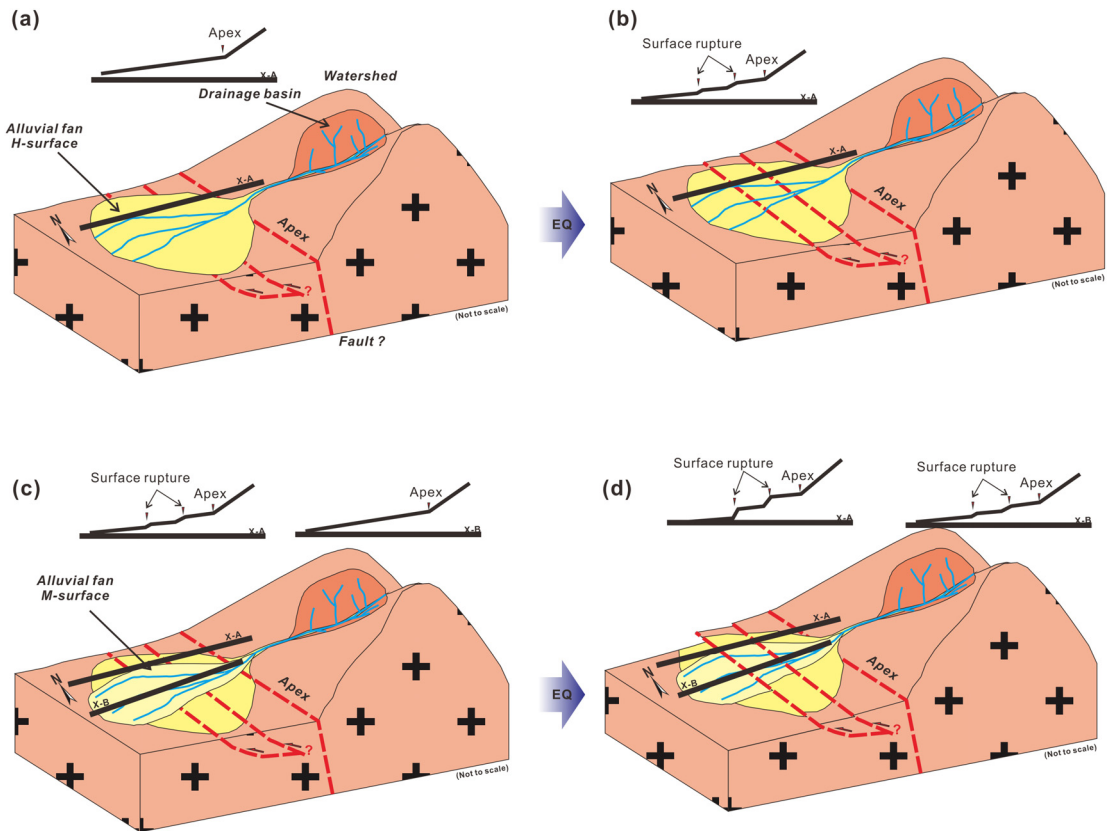 (a)
Apex
X-A
Watershed
Drainage basin
Alluvial fan
H-surface
X-A
N
Apex
?
(Not to scale)
Fault ?
EQ
(b)
Surface rupture
Apex
X-A
X-A
N
Apex
?
(Not to scale)
(c)
Surface rupture
Apex
X-A
Apex
X-B
Alluvial fan
M-surface
X-A
N
X-B
Apex
?
(Not to scale)
EQ
(d)
Surface rupture
Apex
X-A
Surface rupture
Apex
X-B
X-A
N
X-B
Apex
?
(Not to scale)